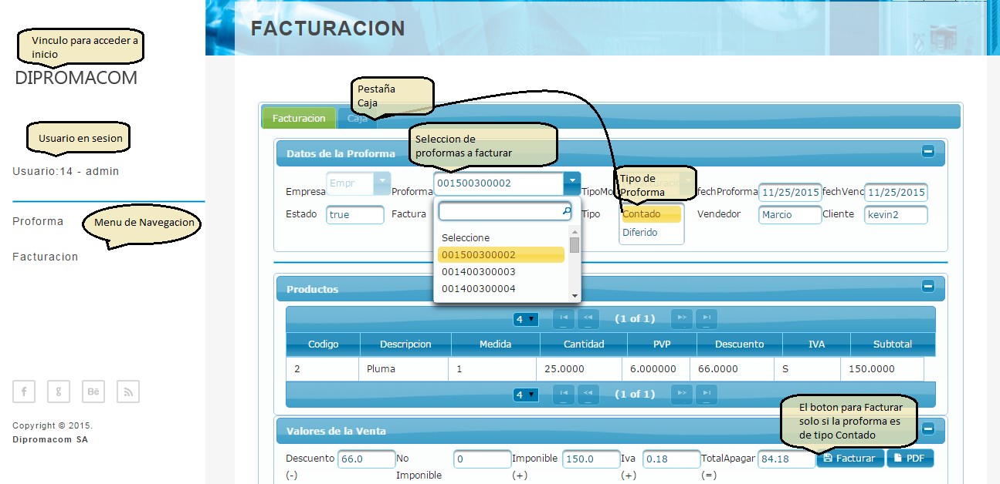 FACTURACION
Vinculo para acceder a
inicio
DIPROMACOM
Usuario en sesion
Usuario:14 - admin
Proforma
Menu de Navegacion
Facturacion
Copyright © 2015.
Dipromacom SA
Pestaña
Caja
Facturacion
Caja
Seleccion de
proformas a facturar
Datos de la Proforma
Tipo de
Proforma
Empresa Empr Proforma 001500300002 TipoMo fechProforma 11/25/2015 fechVenc 11/25/2015
Estado true Factura Tipo Contado Vendedor Marcio Cliente kevin2
Diferido
Seleccione
001500300002
001400300003
001400300004
Productos
4 (1 of 1)
Codigo Descripcion Medida Cantidad PVP Descuento IVA Subtotal
2 Pluma 1 25.0000 6.000000 66.0000 S 150.0000
4 (1 of 1)
El boton para Facturar
solo si la proforma es
de tipo Contado
Valores de la Venta
Descuento 66.0 No 0 Imponible 150.0 Iva 0.18 TotalApagar 84.18 Facturar PDF
(-) Imponible (+) (+) (=)